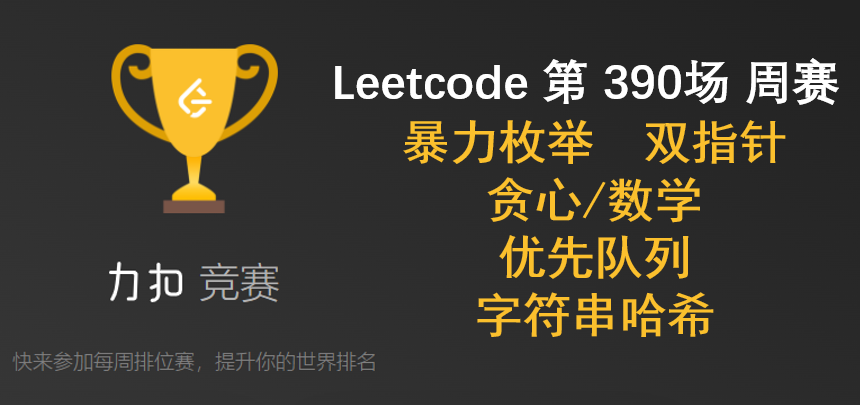 Leetcode 第 390场 周赛
暴力枚举 双指针
贪心/数学
优先队列
字符串哈希
力扣 竞赛
快来参加每周排位赛，提升你的世界排名